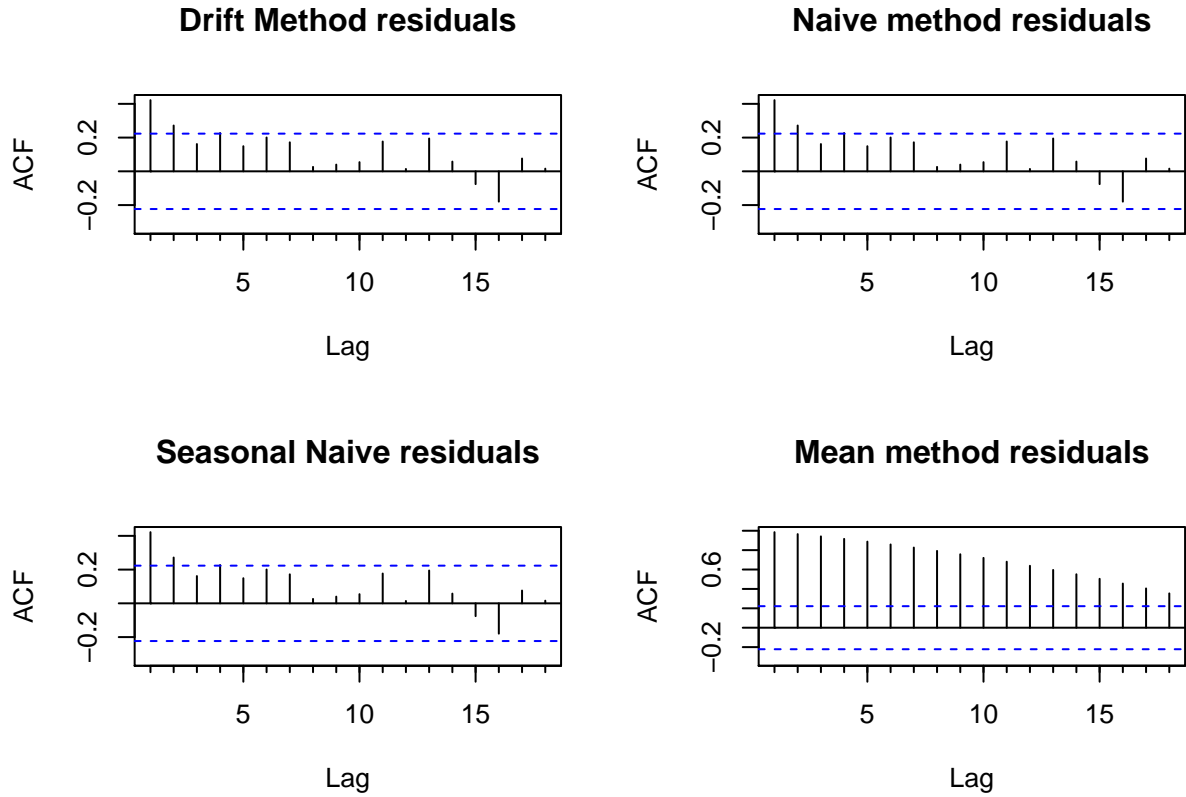 Drift Method residuals
ACF
0.2
−0.2
5 10 15
Lag
Naive method residuals
ACF
0.2
−0.2
5 10 15
Lag
Seasonal Naive residuals
ACF
0.2
−0.2
5 10 15
Lag
Mean method residuals
ACF
0.6
−0.2
5 10 15
Lag